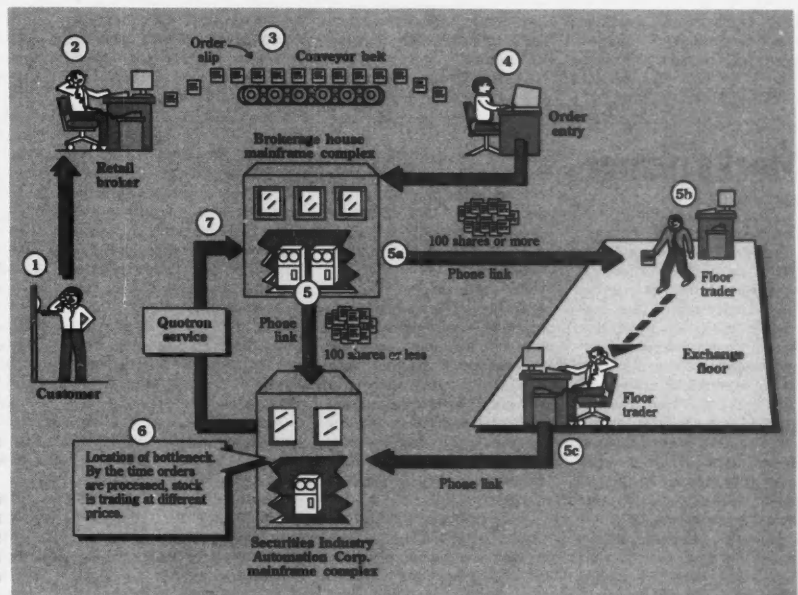 1
Customer
2
Retail
broker
3
Order
slip
Conveyor belt
4
Order
entry
Brokerage house
mainframe complex
5
Phone
link
100 shares or less
5a
100 shares or more
Phone link
5b
Floor
trader
Exchange
floor
Floor
trader
5c
Phone link
6
Location of bottleneck.
By the time orders
are processed, stock
is trading at different
prices.
Securities Industry
Automation Corp.
mainframe complex
7
Quotron
service